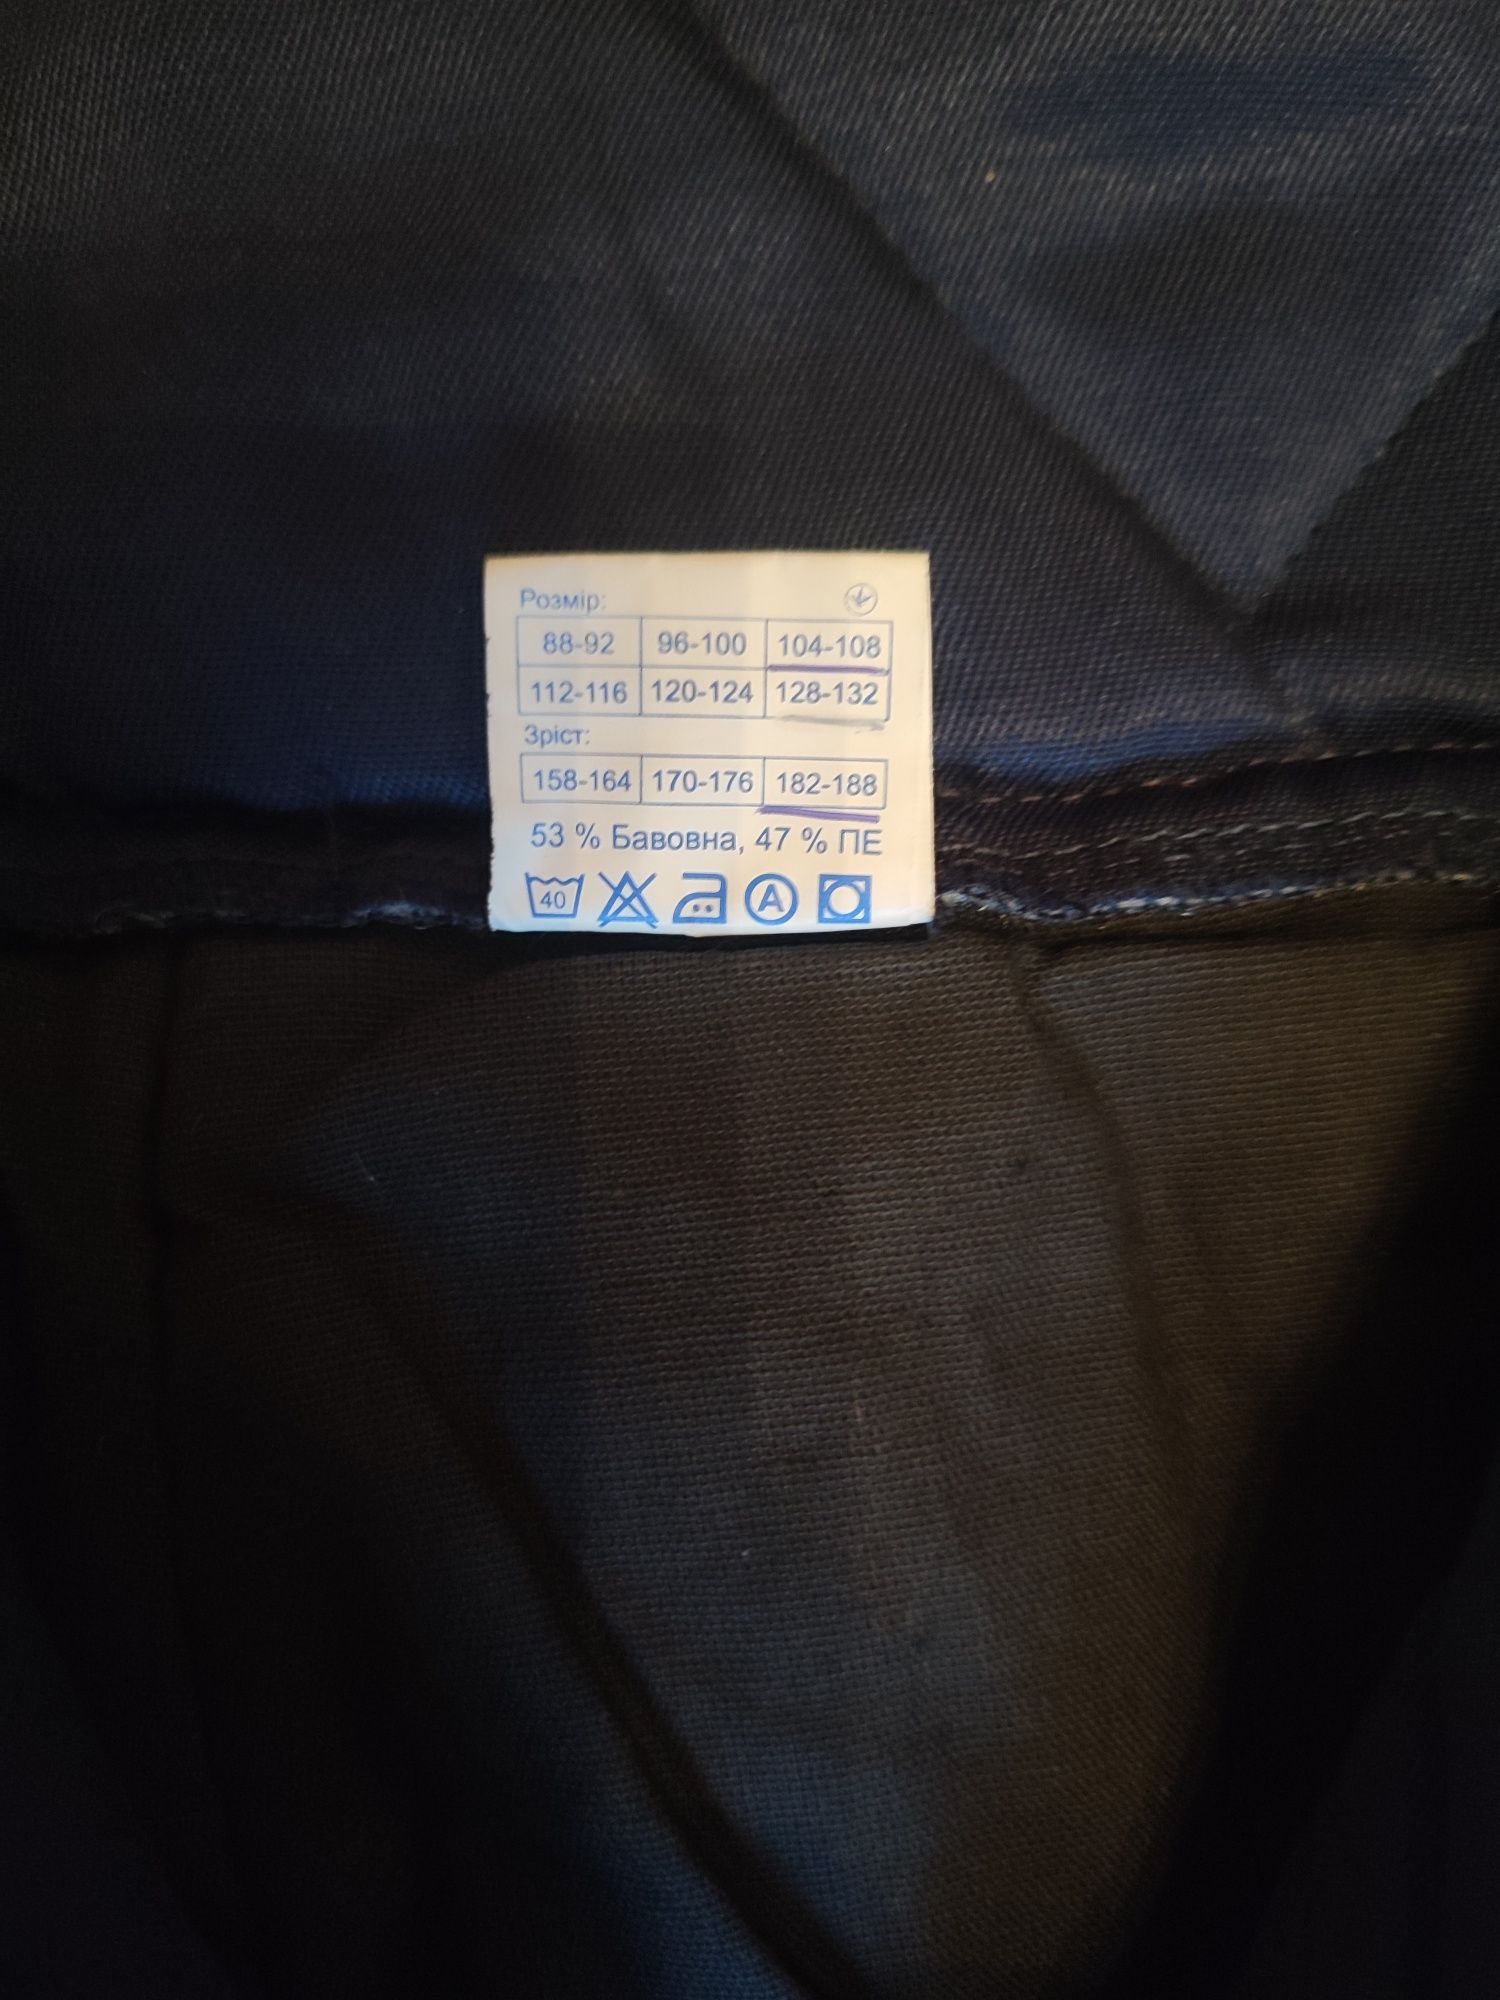 Розмір:
88-92 96-100 104-108
112-116 120-124 128-132
Зріст:
158-164 170-176 182-188
53 % Бавовна, 47 % ПЕ
40 A